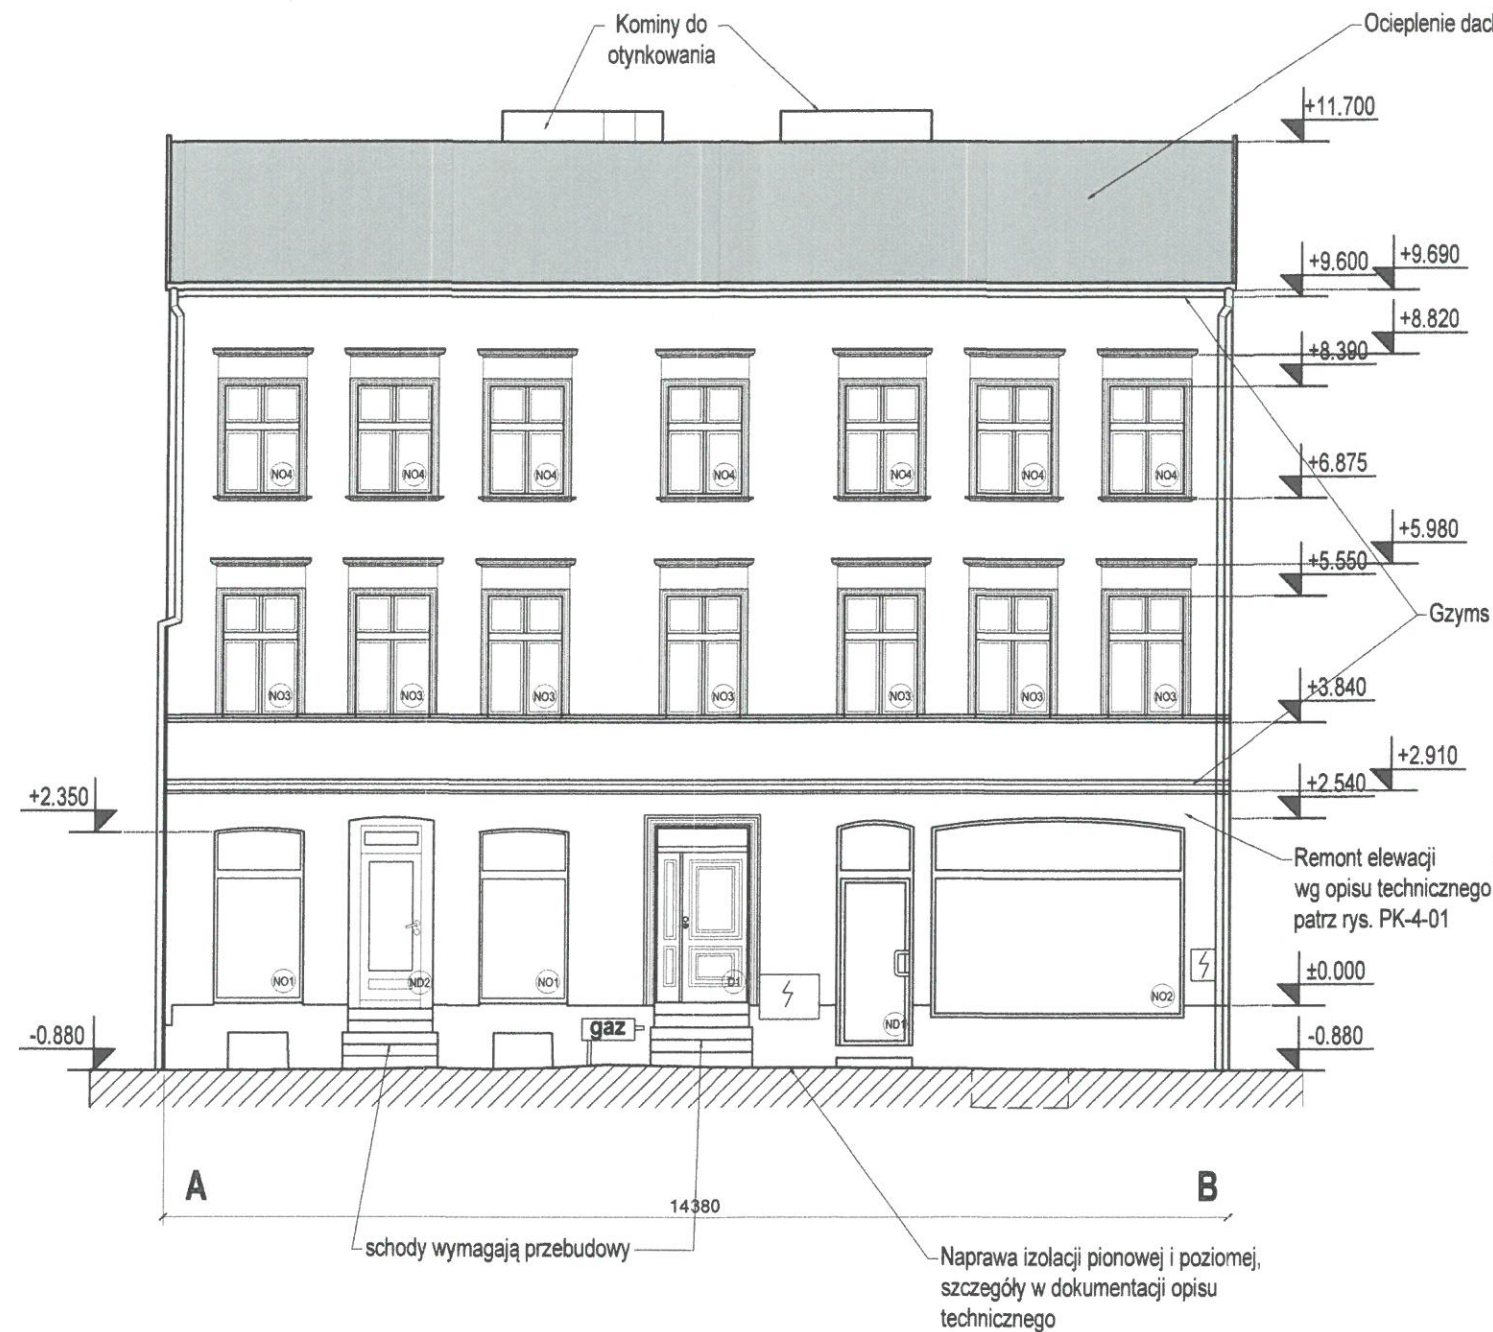 Kominy do
otynkowania
Ocieplenie
+11.700
+9.600
+9.690
+8.820
+8.390
NO4 NO4 NO4 NO4 NO4 NO4 NO4
+6.875
+5.980
+5.550
Gzyms
NO3 NO3 NO3 NO3 NO3 NO3 NO3
+3.840
+2.910
+2.540
+2.350
Remont elewacji
wg opisu technicznego
patrz rys. PK-4-01
NO1 ND2 NO1 D1 ND1 NO2
±0.000
gaz
-0.880
-0.880
A
B
14380
schody wymagają przebudowy
Naprawa izolacji pionowej i poziomej,
szczegóły w dokumentacji opisu
technicznego